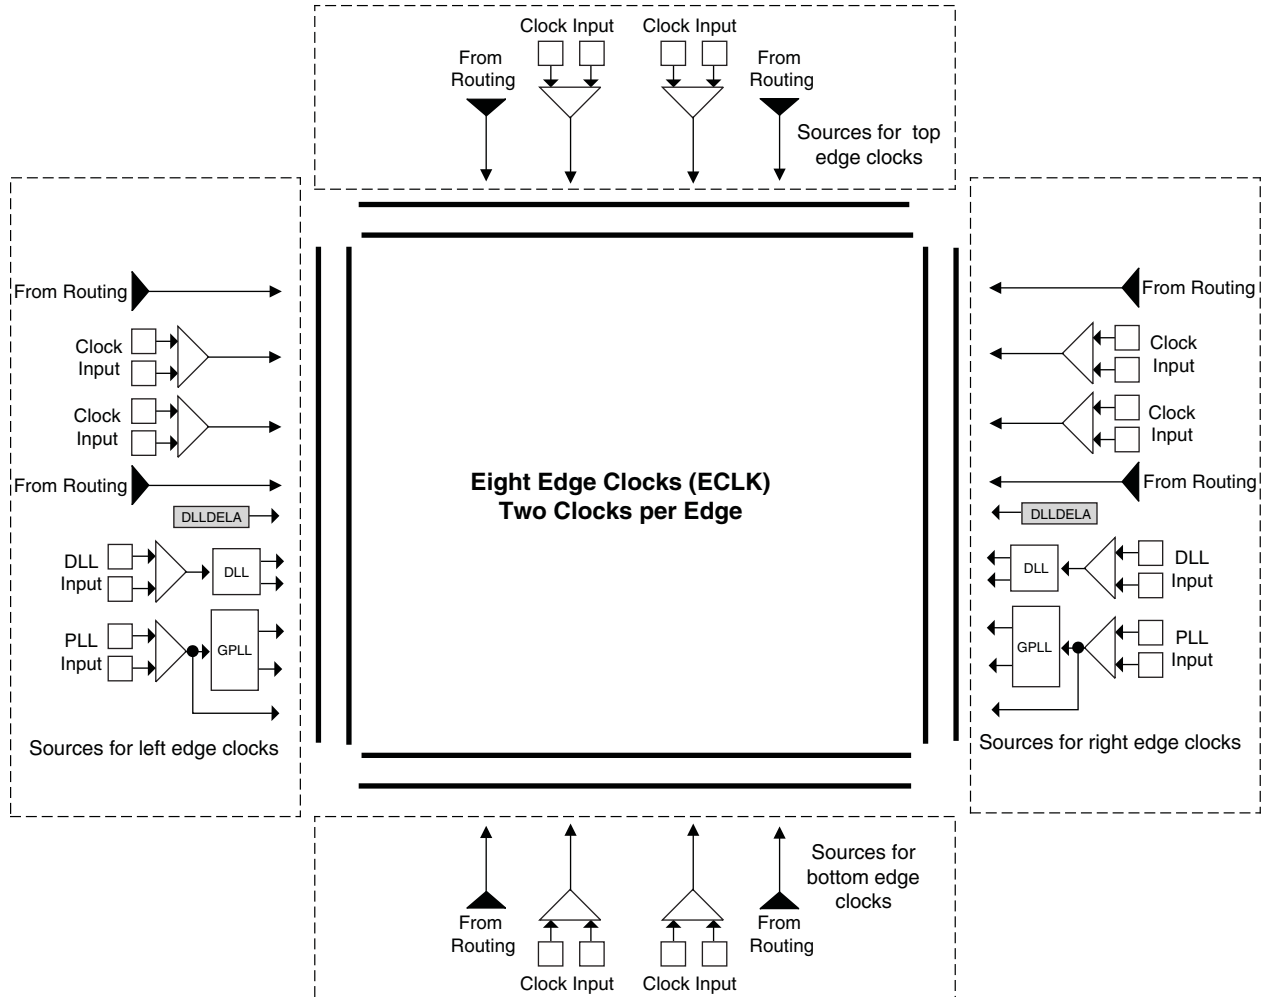 Clock Input
Clock Input
From
Routing
From
Routing
Sources for top
edge clocks
From Routing
Clock
Input
Clock
Input
From Routing
DLLDELA
DLL
Input
DLL
PLL
Input
GPLL
Sources for left edge clocks
Eight Edge Clocks (ECLK)
Two Clocks per Edge
From Routing
Clock
Input
Clock
Input
From Routing
DLLDELA
DLL
DLL
Input
GPLL
PLL
Input
Sources for right edge clocks
From
Routing
Clock Input
Clock Input
From
Routing
Sources for
bottom edge
clocks